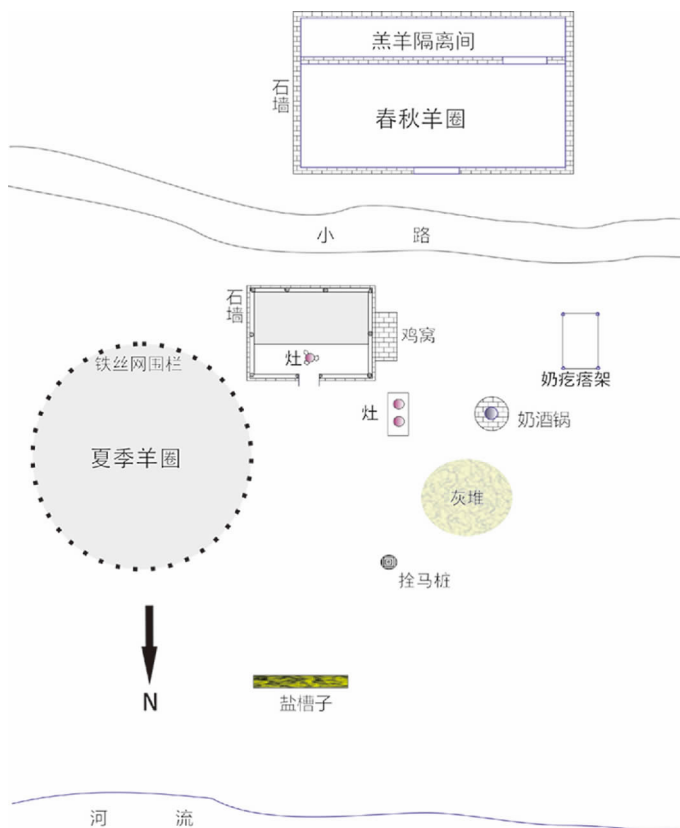 羔羊隔离间
春秋羊圈
石墙
小路
石墙
灶
鸡窝
铁丝网围栏
夏季羊圈
灶
奶疙瘩架
奶酒锅
灰堆
拴马桩
N
盐槽子
河流